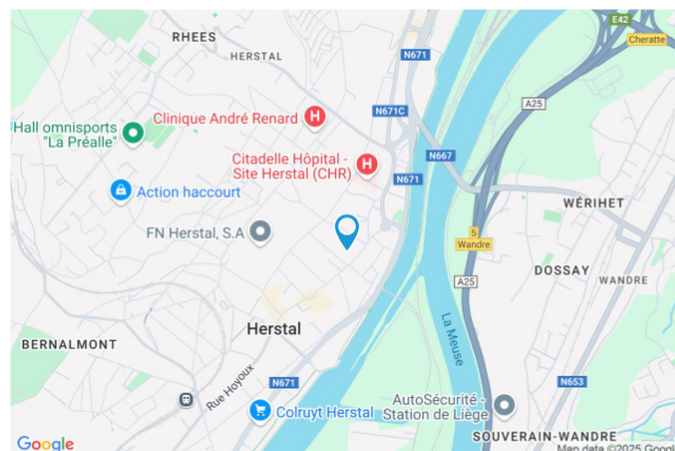 E42
Cheratte
RHEES
HERSTAL
N671
A25
N671C
Clinique André Renard
H
Hall omnisports
"La Préalle"
Citadelle Hôpital -
Site Herstal (CHR)
H
N667
N671
Action haccourt
WÉRIHET
FN Herstal, S.A
5
Wandre
DOSSAY
WANDRE
A25
Herstal
La Meuse
BERNALMONT
N671
N653
Rue Hoyoux
AutoSécurité -
Station de Liège
Colruyt Herstal
SOUVERAIN-WANDRE
Google
Map data ©2025 Google